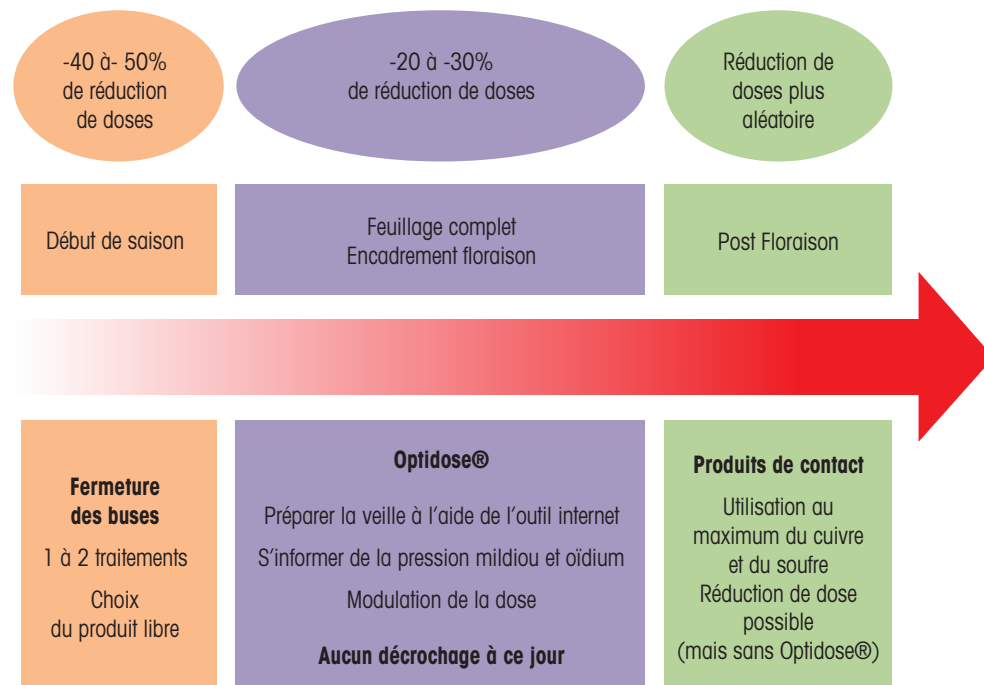 -40 à- 50%
de réduction
de doses
-20 à -30%
de réduction de doses
Réduction de
doses plus
aléatoire
Début de saison
Feuillage complet
Encadrement floraison
Post Floraison
Fermeture
des buses
1 à 2 traitements
Choix
du produit libre
Optidose®
Préparer la veille à l'aide de l'outil internet
S'informer de la pression mildiou et oïdium
Modulation de la dose
Aucun décrochage à ce jour
Produits de contact
Utilisation au
maximum du cuivre
et du soufre
Réduction de dose
possible
(mais sans Optidose®)